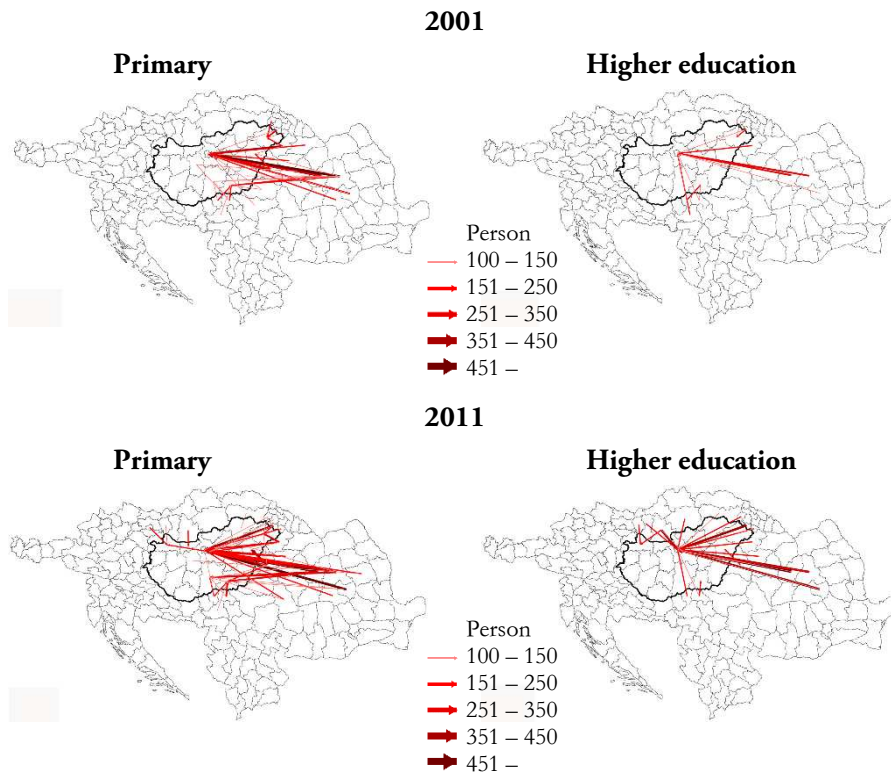 2001
Primary
Higher education
Person
100 – 150
151 – 250
251 – 350
351 – 450
451 –
2011
Primary
Higher education
Person
100 – 150
151 – 250
251 – 350
351 – 450
451 –